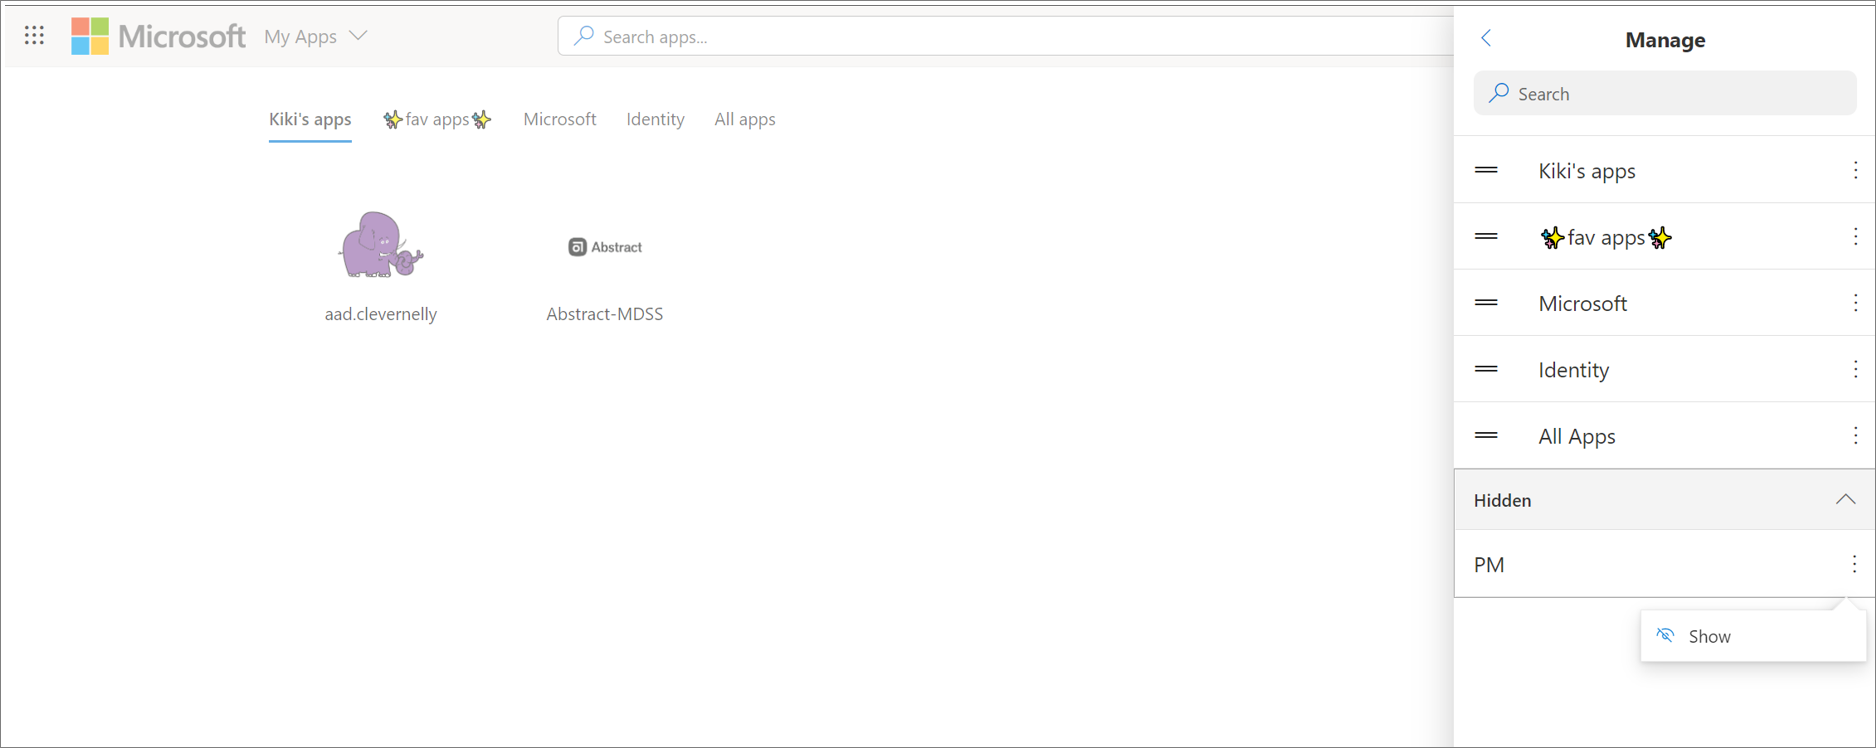 Microsoft My Apps Search apps...
Kiki's apps ✨fav apps✨ Microsoft Identity All apps
Abstract
aad.clevernelly Abstract-MDSS
Manage
Search
Kiki's apps
✨fav apps✨
Microsoft
Identity
All Apps
Hidden
PM
Show